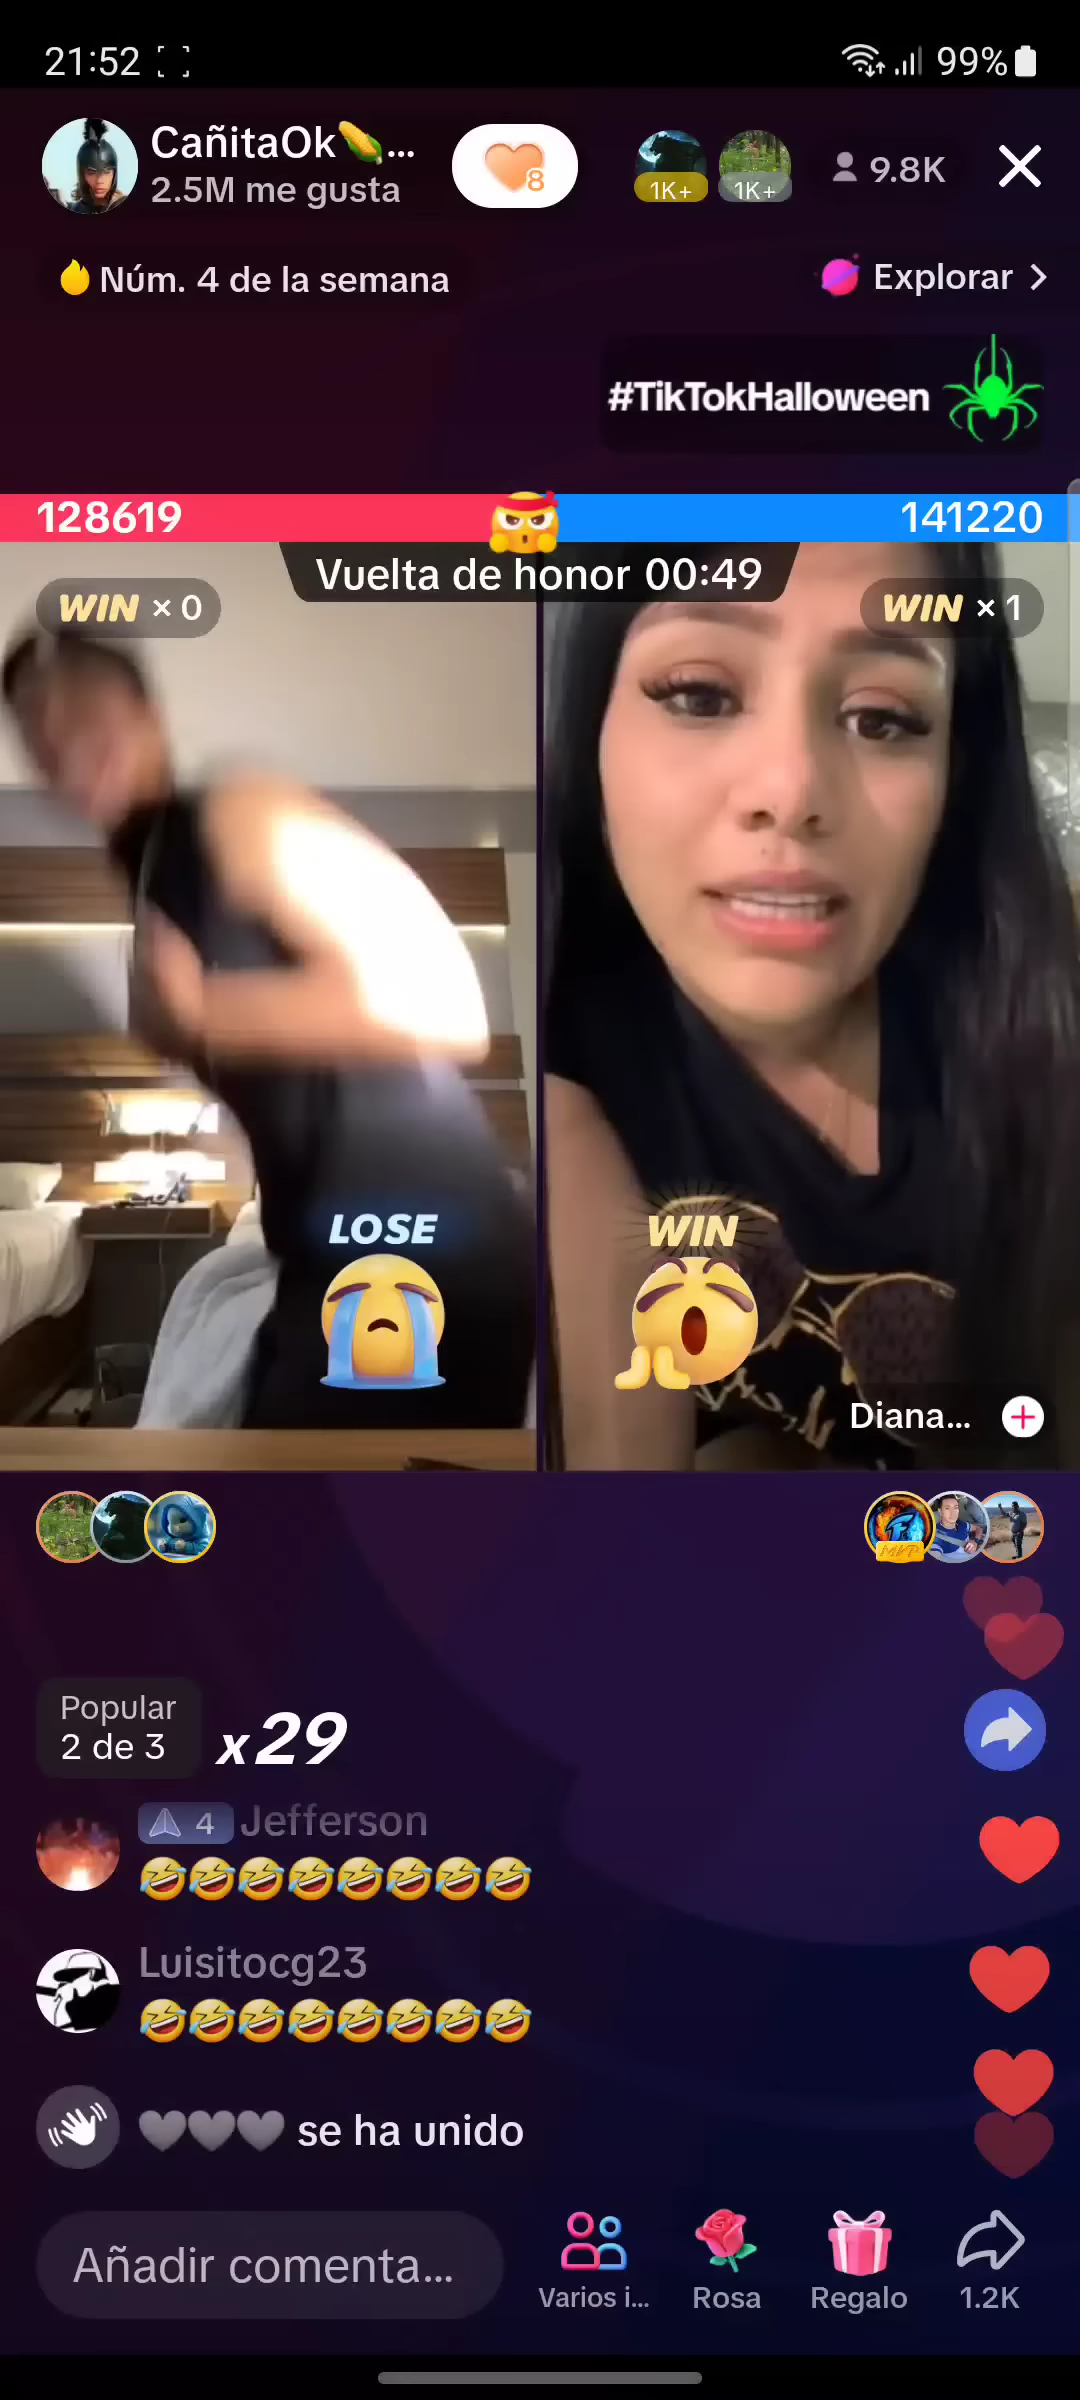 21:52
99%
CañitaOk🌽...
2.5M me gusta
8
1K+
1K+
9.8K
Núm. 4 de la semana
Explorar
#TikTokHalloween
128619
141220
Vuelta de honor 00:49
WIN × 0
WIN × 1
LOSE
WIN
Diana...
MVP
Popular
2 de 3
x29
4 Jefferson
🤣🤣🤣🤣🤣🤣🤣🤣
Luisitocg23
🤣🤣🤣🤣🤣🤣🤣🤣
🩶🩶🩶 se ha unido
Añadir comenta...
Varios i...
Rosa
Regalo
1.2K